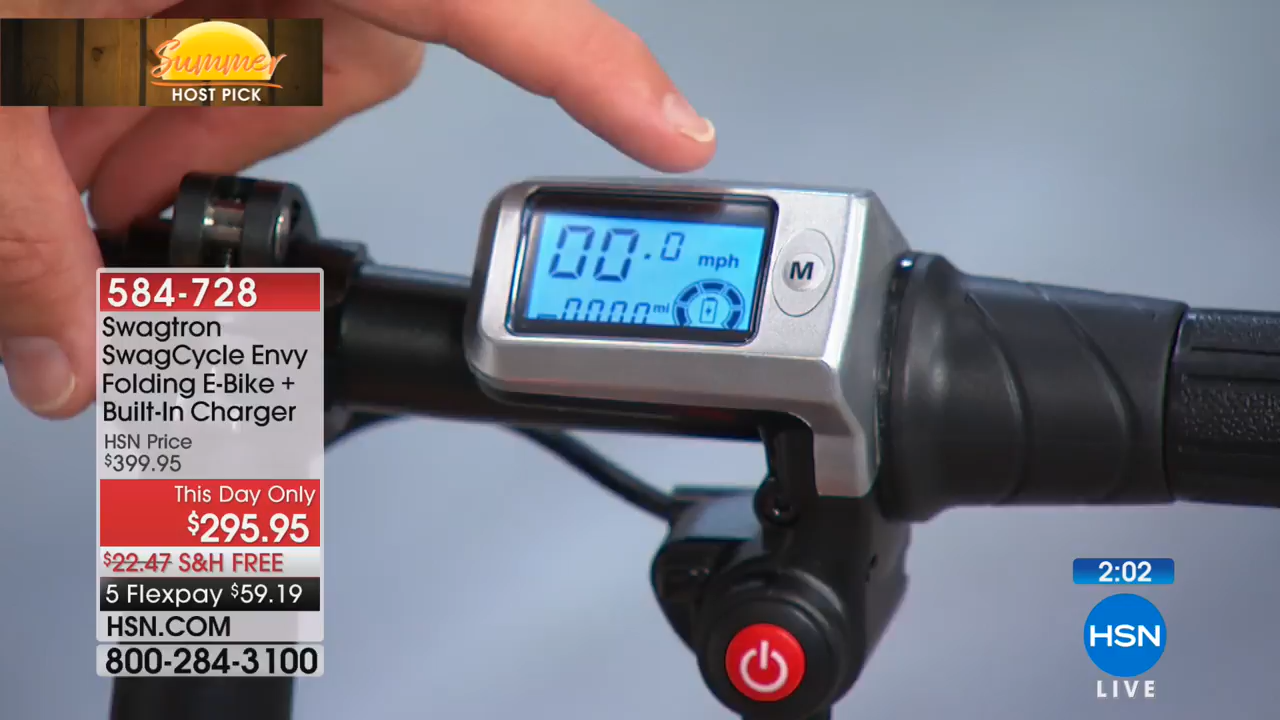 Summer
HOST PICK
584-728
Swagtron
SwagCycle Envy
Folding E-Bike +
Built-In Charger
HSN Price
$399.95
This Day Only
$295.95
$22.47 S&H FREE
5 Flexpay $59.19
HSN.COM
800-284-3100
00.0 mph
mi
M
2:02
HSN
LIVE